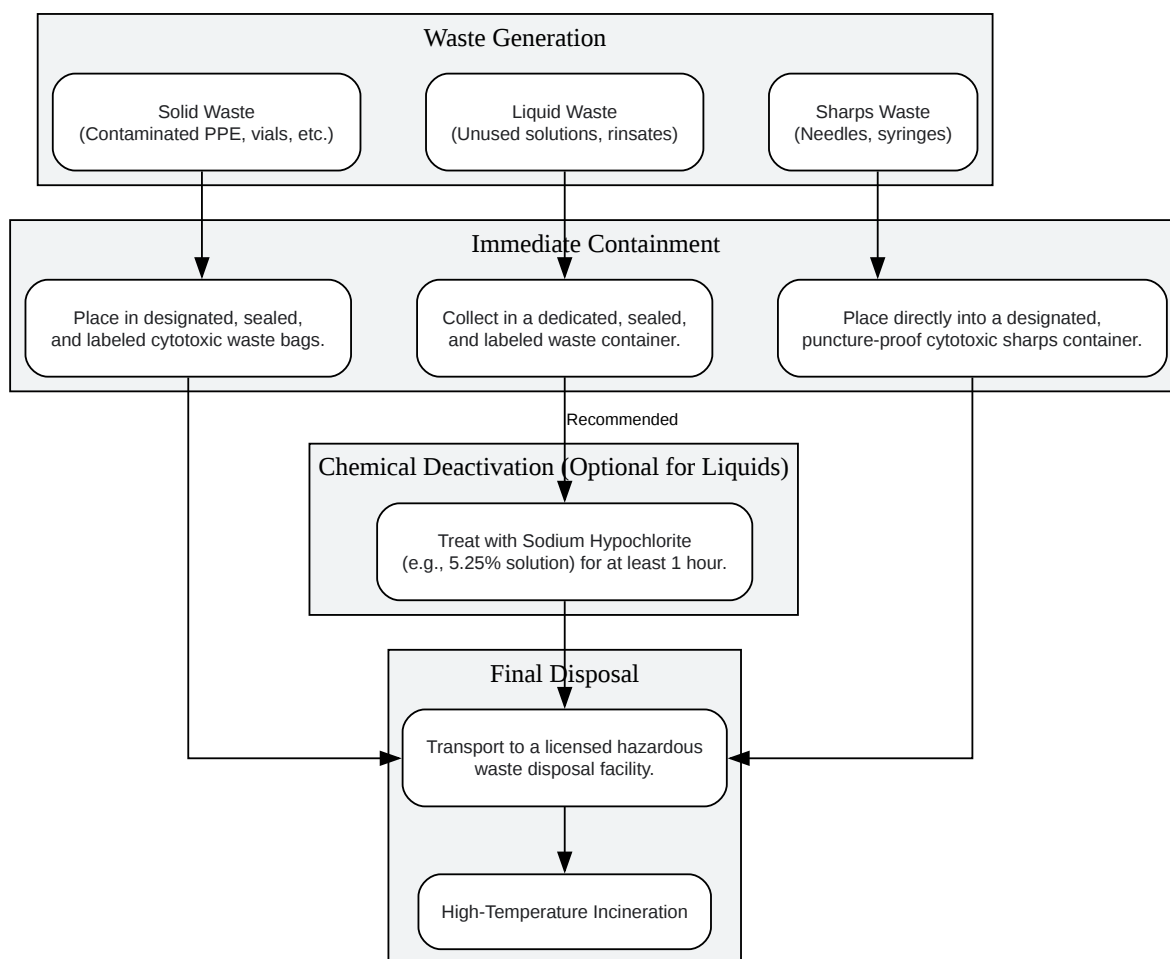 Waste Generation
Solid Waste
(Contaminated PPE, vials, etc.)
Liquid Waste
(Unused solutions, rinsates)
Sharps Waste
(Needles, syringes)
Immediate Containment
Place in designated, sealed,
and labeled cytotoxic waste bags.
Collect in a dedicated, sealed,
and labeled waste container.
Place directly into a designated,
puncture-proof cytotoxic sharps container.
Recommended
Chemical Deactivation (Optional for Liquids)
Treat with Sodium Hypochlorite
(e.g., 5.25% solution) for at least 1 hour.
Final Disposal
Transport to a licensed hazardous
waste disposal facility.
High-Temperature Incineration